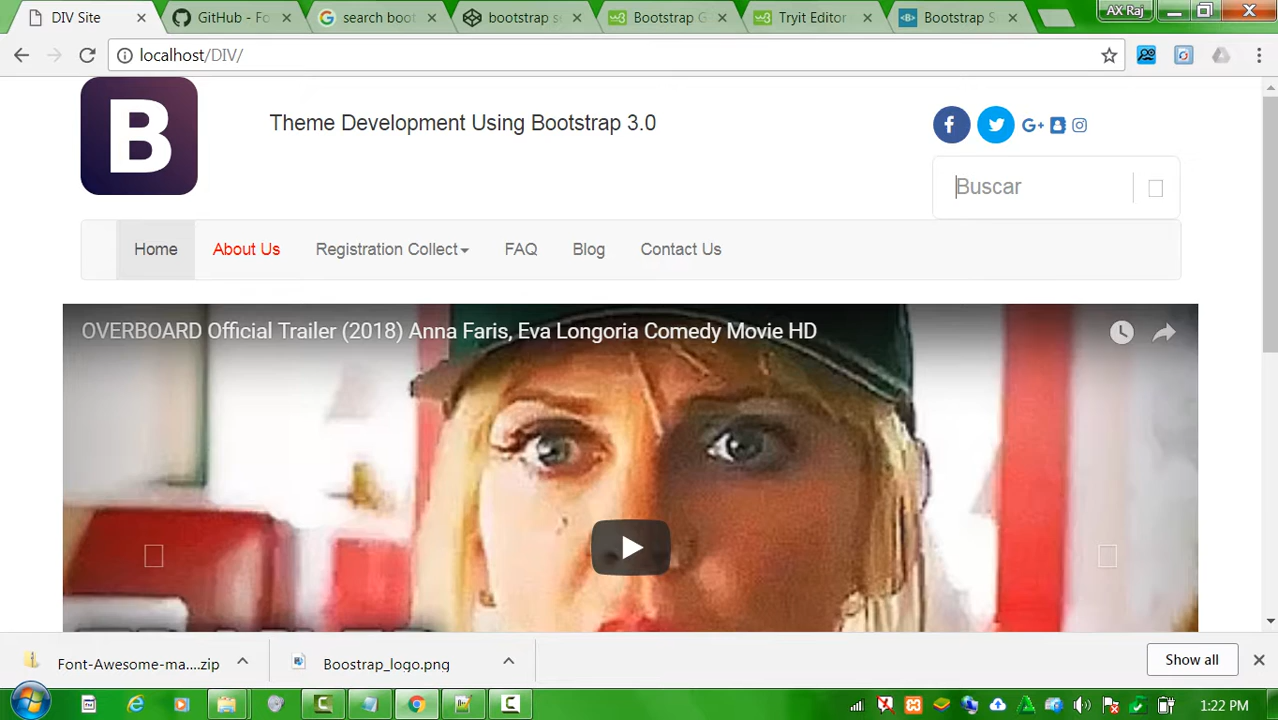 DIV Site
GitHub - Fo
search boot
bootstrap se
Bootstrap G
Tryit Editor
Bootstrap S
AX Raj
localhost/DIV/
B
Theme Development Using Bootstrap 3.0
Buscar
Home About Us Registration Collect FAQ Blog Contact Us
OVERBOARD Official Trailer (2018) Anna Faris, Eva Longoria Comedy Movie HD
Font-Awesome-ma....zip
Boostrap_logo.png
Show all
1:22 PM